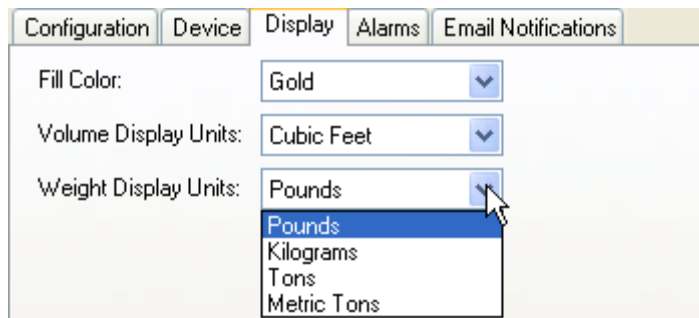 Configuration Device Display Alarms Email Notifications
Fill Color: Gold
Volume Display Units: Cubic Feet
Weight Display Units: Pounds
Pounds
Kilograms
Tons
Metric Tons